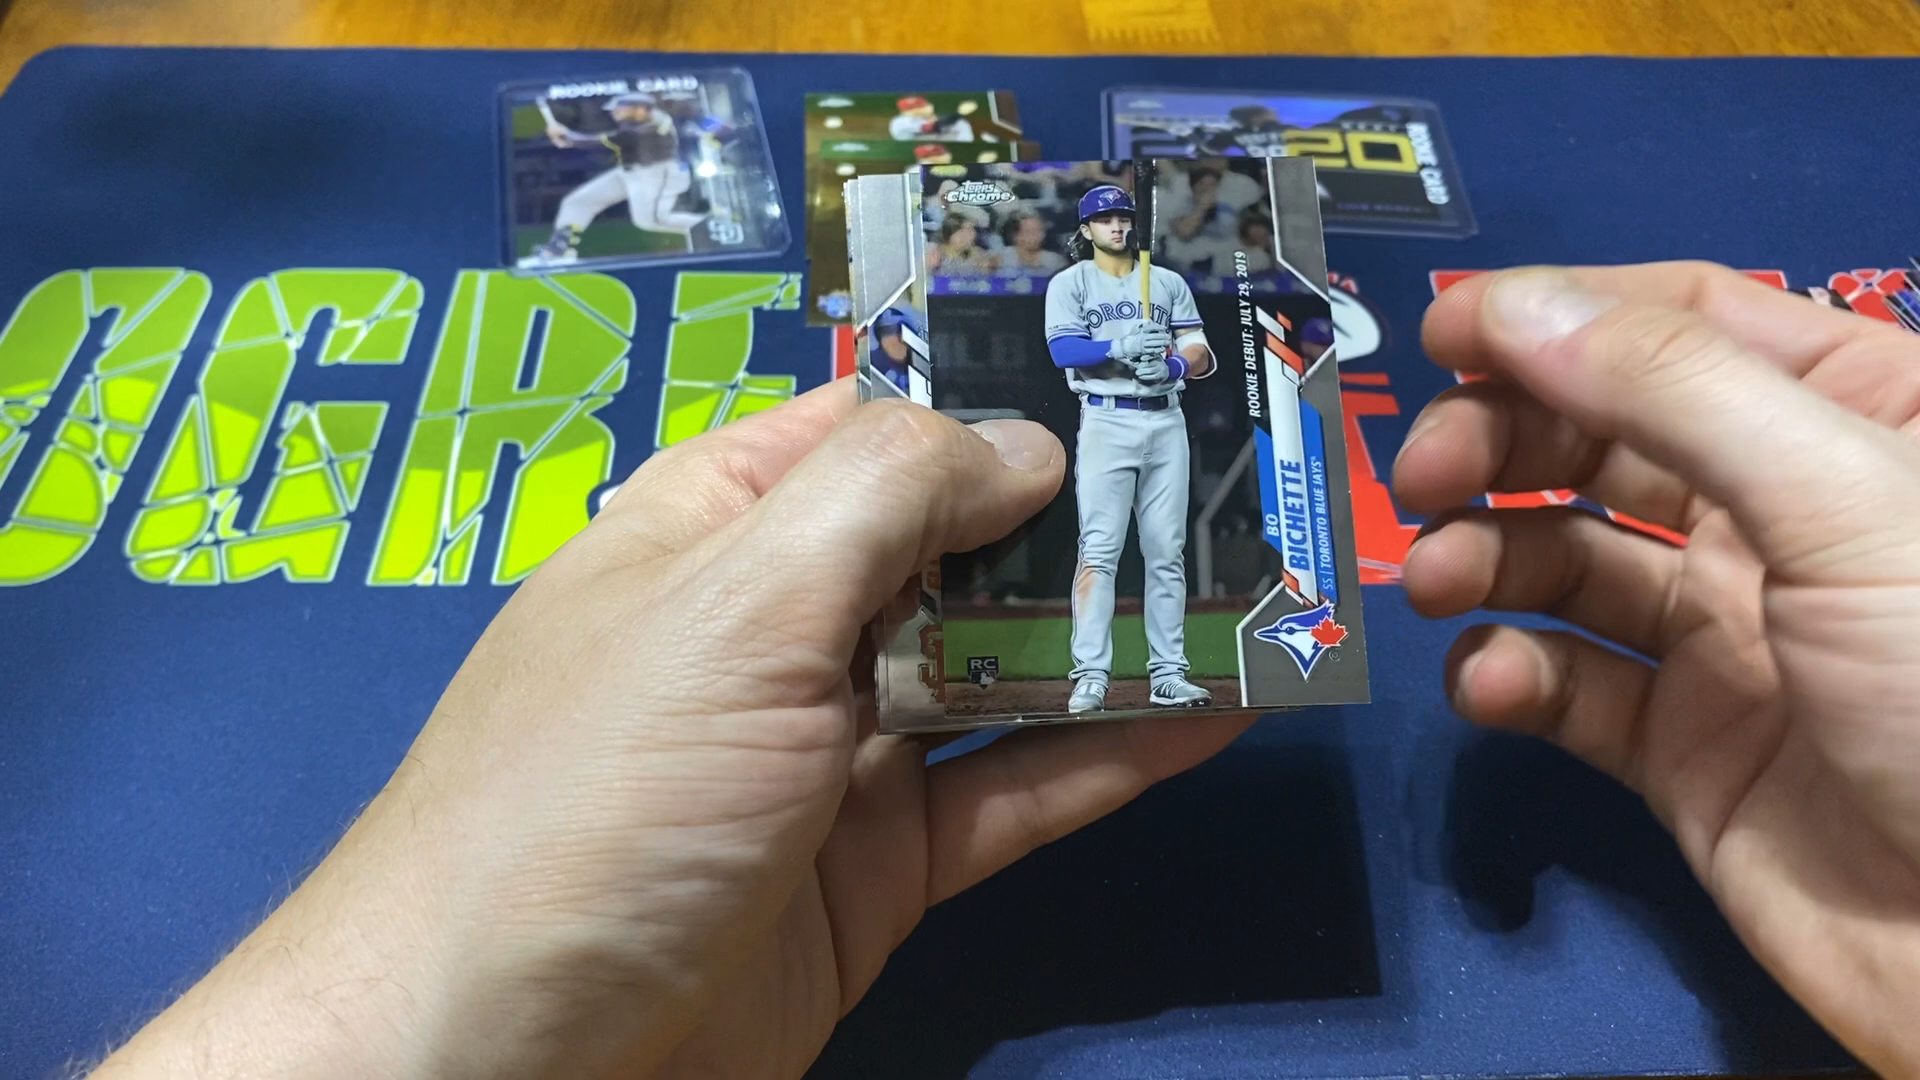 ROOKIE CARD
20
ROOKIE CARD
OGRE
Topps
Chrome
TORONTO
ROOKIE DEBUT: JULY 29, 2019
BO
BICHETTE
SS | TORONTO BLUE JAYS
RC